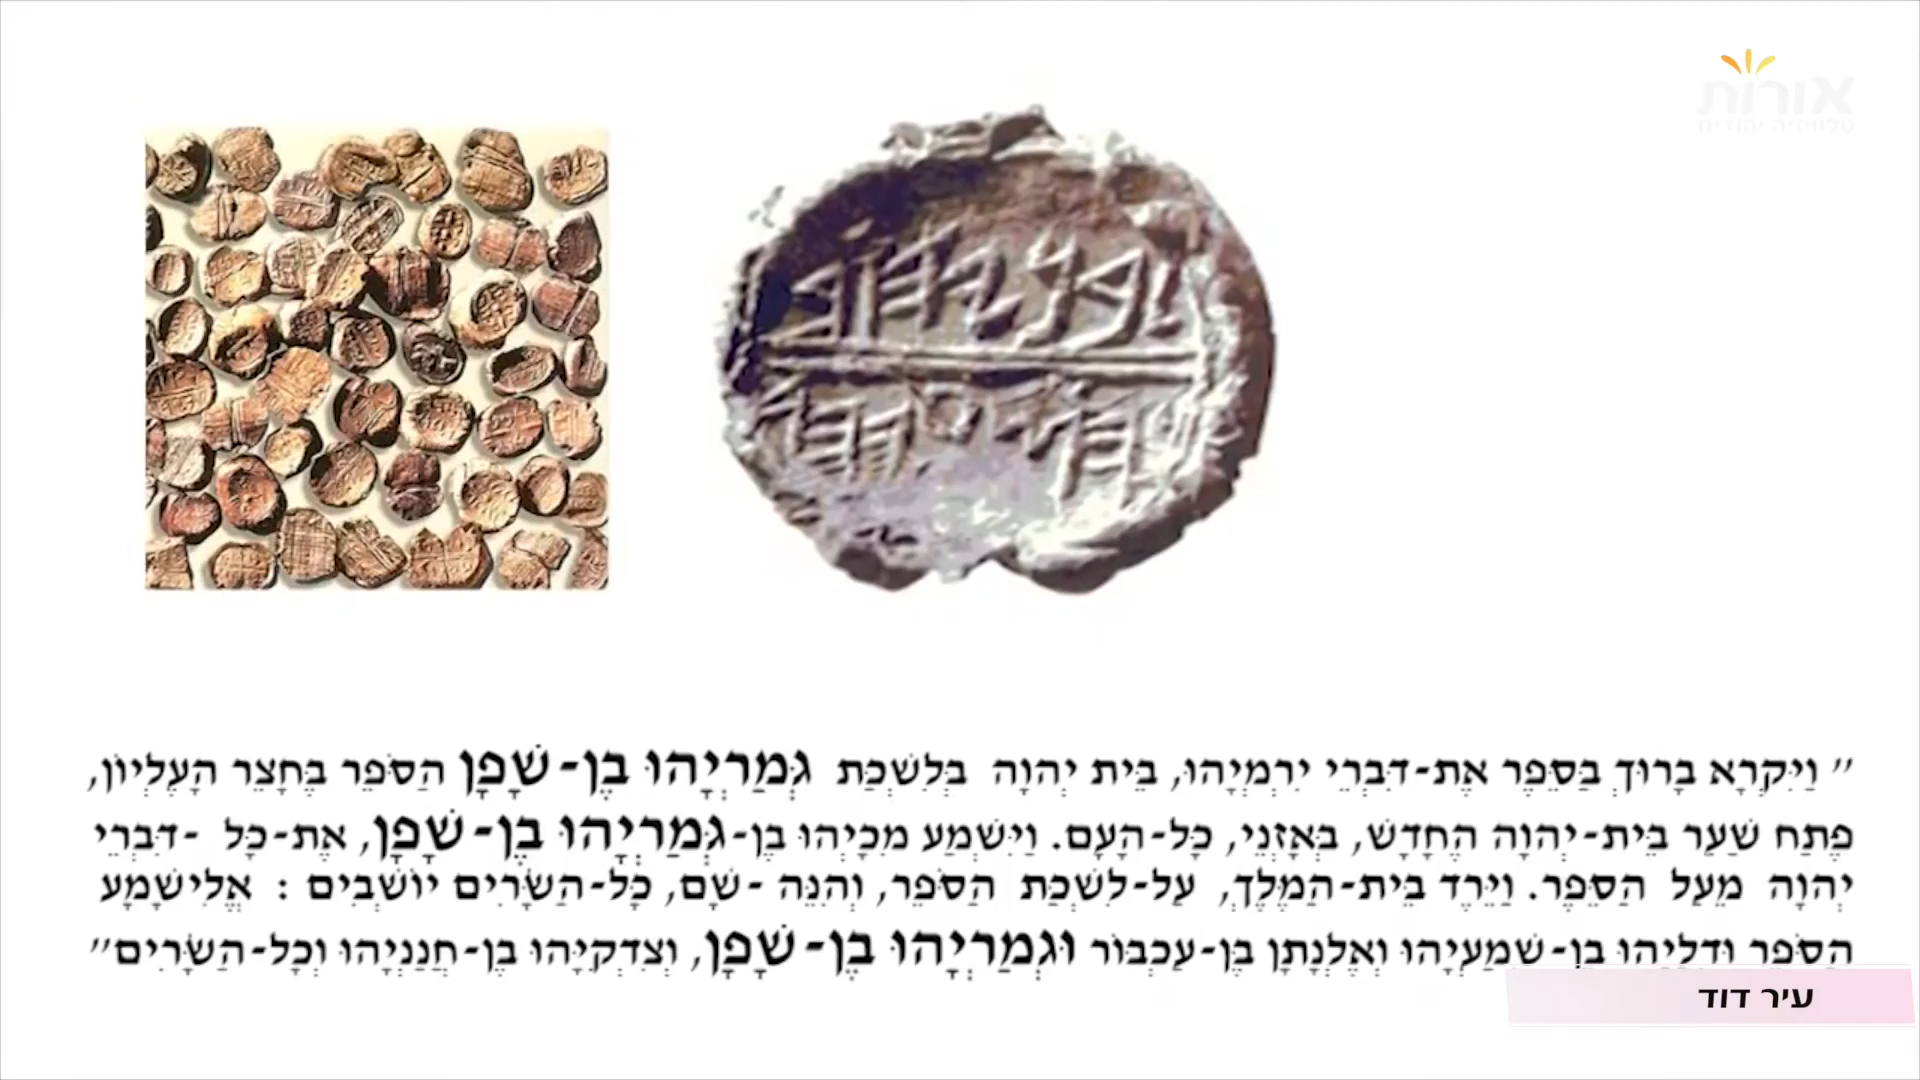 אורות
טלוויזיה יהודית
״ וַיִּקְרָא בָרוּךְ בַּסֵּפֶר אֶת-דִּבְרֵי יִרְמְיָהוּ, בֵּית יְהוָה בְּלִשְׁכַּת גְּמַרְיָהוּ בֶן-שָׁפָן הַסֹּפֵר בֶּחָצֵר הָעֶלְיוֹן,
פֶּתַח שַׁעַר בֵּית-יְהוָה הֶחָדָשׁ, בְּאָזְנֵי, כָּל-הָעָם. וַיִּשְׁמַע מִכָיְהוּ בֶן-גְּמַרְיָהוּ בֶן-שָׁפָן, אֶת-כָּל -דִּבְרֵי
יְהוָה מֵעַל הַסֵּפֶר. וַיֵּרֶד בֵּית-הַמֶּלֶךְ, עַל-לִשְׁכַּת הַסֹּפֵר, וְהִנֵּה -שָׁם, כָּל-הַשָּׂרִים יוֹשְׁבִים : אֱלִישָׁמָע
הַסֹּפֵר וּדְלָיָהוּ בֶן-שְׁמַעְיָהוּ וְאֶלְנָתָן בֶּן-עַכְבּוֹר וּגְמַרְיָהוּ בֶן-שָׁפָן, וְצִדְקִיָּהוּ בֶן-חֲנַנְיָהוּ וְכָל-הַשָּׂרִים״
עיר דוד